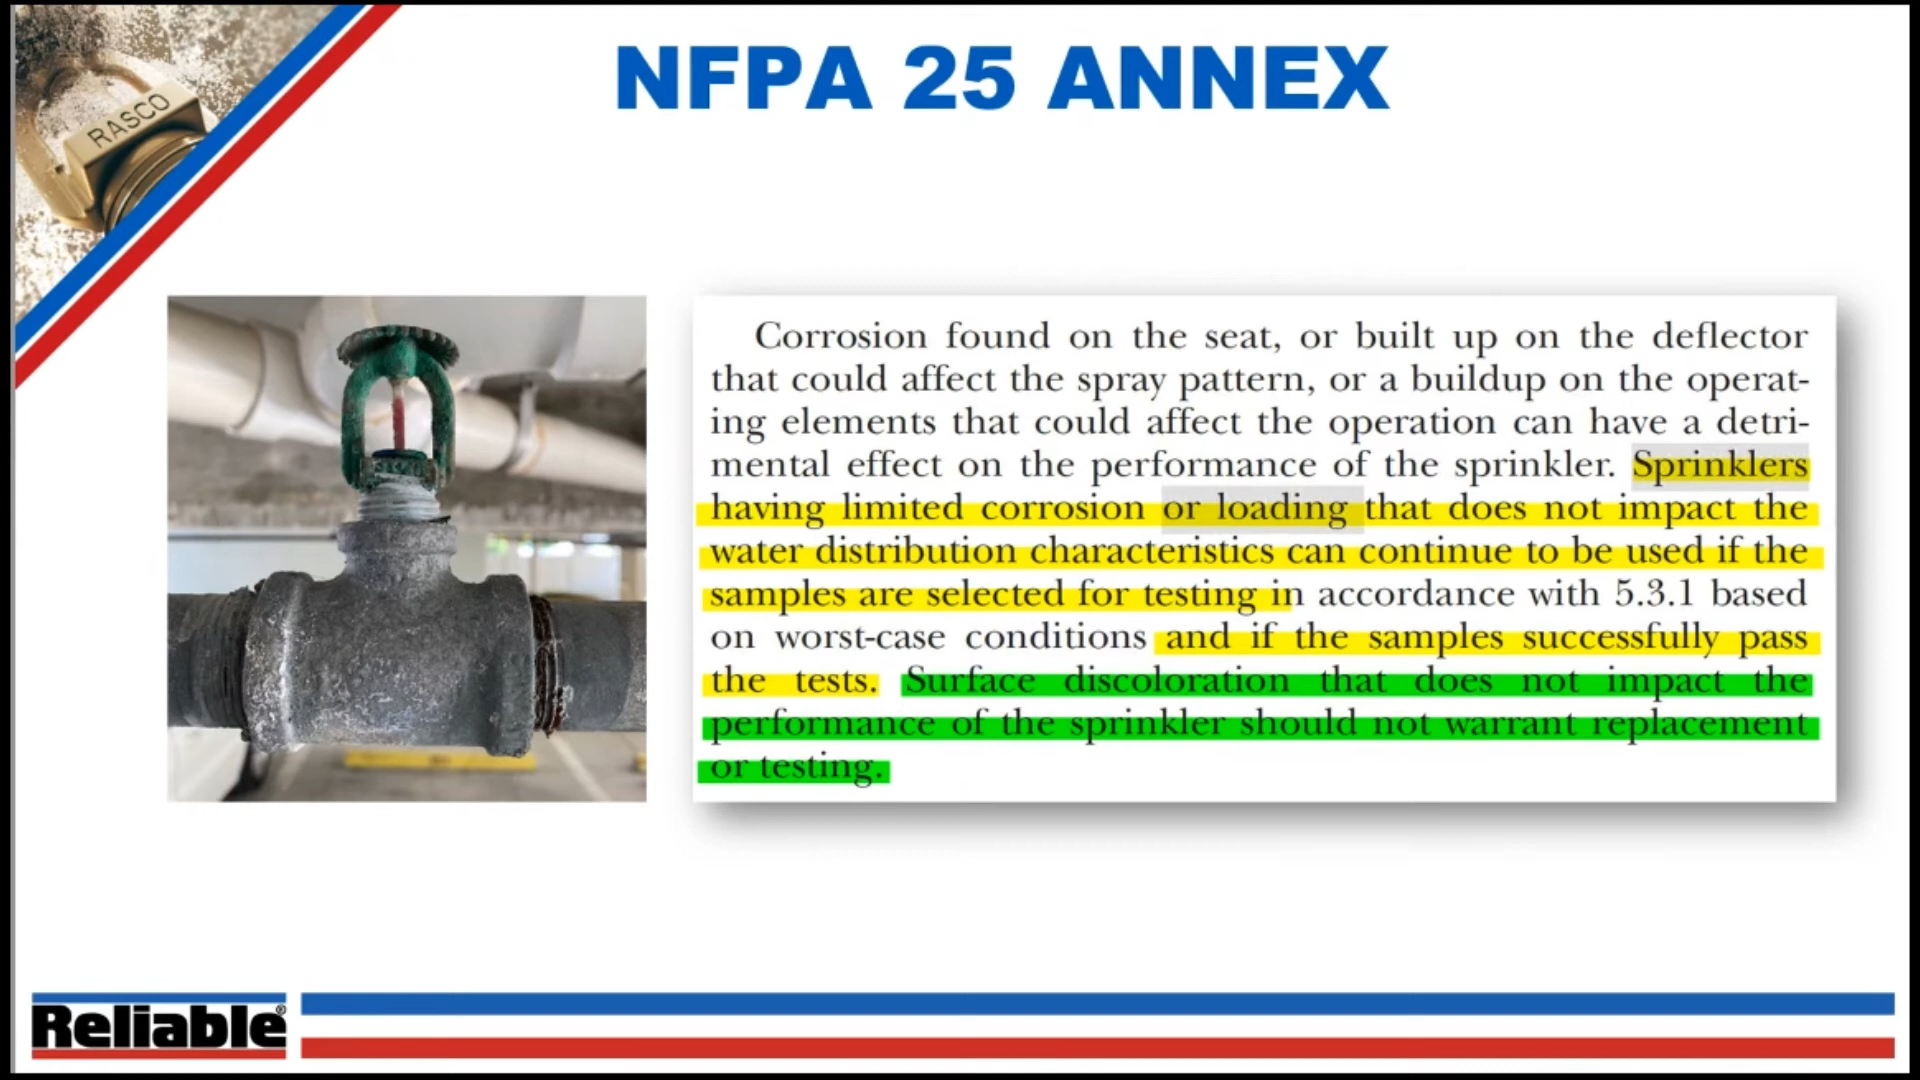 NFPA 25 ANNEX
RASCO
Corrosion found on the seat, or built up on the deflector
that could affect the spray pattern, or a buildup on the operat-
ing elements that could affect the operation can have a detri-
mental effect on the performance of the sprinkler. Sprinklers
having limited corrosion or loading that does not impact the
water distribution characteristics can continue to be used if the
samples are selected for testing in accordance with 5.3.1 based
on worst-case conditions and if the samples successfully pass
the tests. Surface discoloration that does not impact the
performance of the sprinkler should not warrant replacement
or testing.
Reliable®